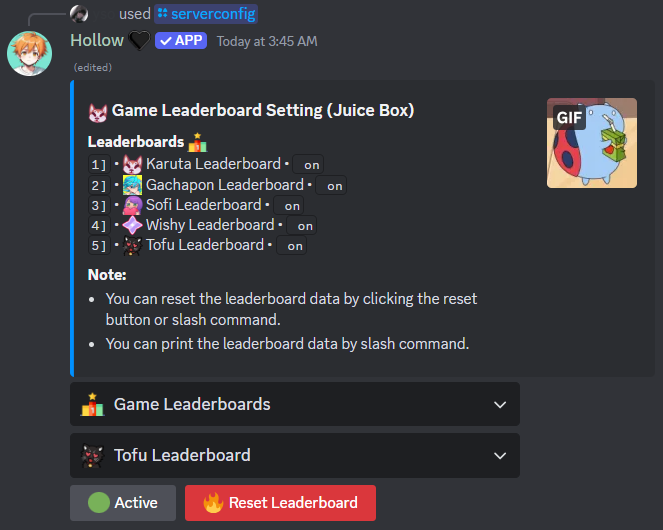 used serverconfig
Hollow APP Today at 3:45 AM
(edited)
Game Leaderboard Setting (Juice Box)
GIF
Leaderboards
1] • Karuta Leaderboard • on
2] • Gachapon Leaderboard • on
3] • Sofi Leaderboard • on
4] • Wishy Leaderboard • on
5] • Tofu Leaderboard • on
Note:
• You can reset the leaderboard data by clicking the reset
button or slash command.
• You can print the leaderboard data by slash command.
Game Leaderboards
Tofu Leaderboard
Active Reset Leaderboard